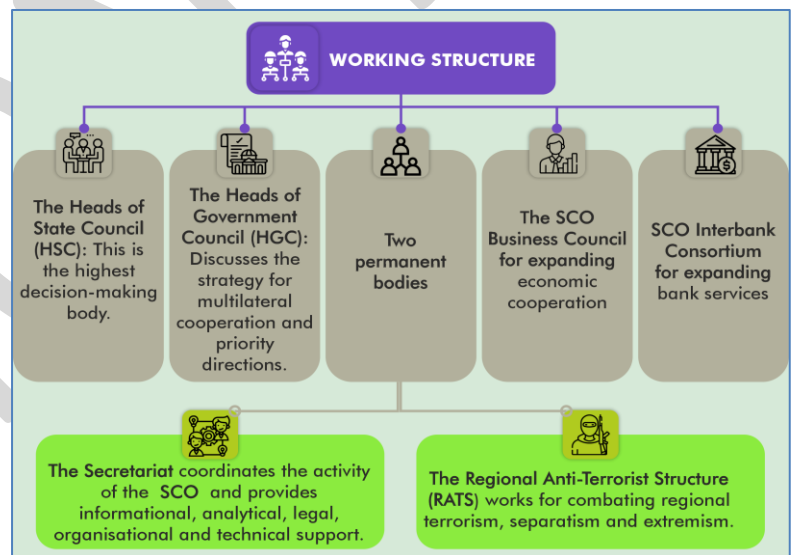 WORKING STRUCTURE
The Heads of
State Council
(HSC): This is
the highest
decision-making
body.
The Heads of
Government
Council (HGC):
Discusses the
strategy for
multilateral
cooperation and
priority
directions.
Two
permanent
bodies
The SCO
Business Council
for expanding
economic
cooperation
SCO Interbank
Consortium
for expanding
bank services
The Secretariat coordinates the activity
of the SCO and provides
informational, analytical, legal,
organisational and technical support.
The Regional Anti-Terrorist Structure
(RATS) works for combating regional
terrorism, separatism and extremism.